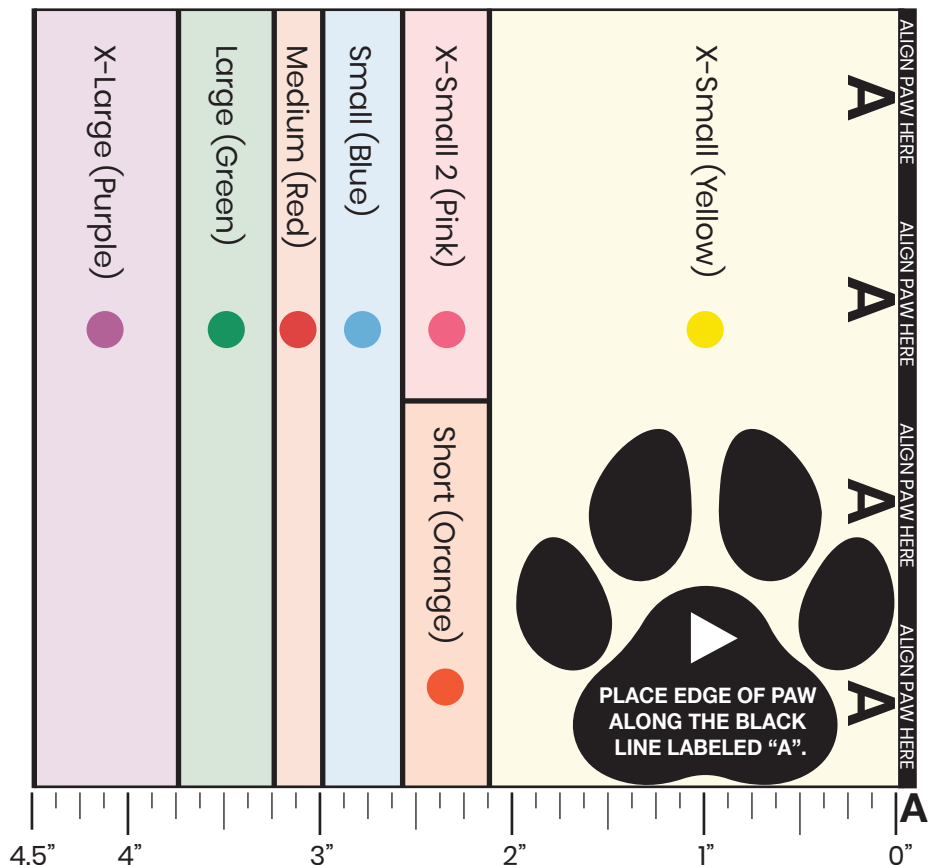 X-Large (Purple)
Large (Green)
Medium (Red)
Small (Blue)
X-Small 2 (Pink)
X-Small (Yellow)
Short (Orange)
A
ALIGN PAW HERE
A
ALIGN PAW HERE
A
ALIGN PAW HERE
A
ALIGN PAW HERE
PLACE EDGE OF PAW
ALONG THE BLACK
LINE LABELED “A”.
A
4.5” 4” 3” 2” 1” 0”